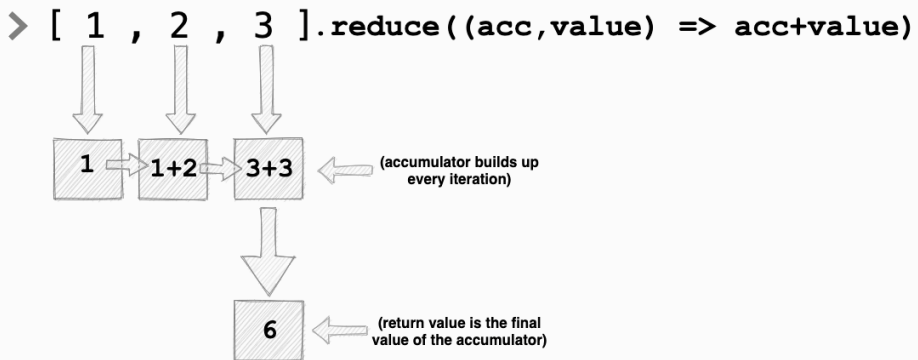 > [ 1 , 2 , 3 ].reduce((acc,value) => acc+value)
1
1+2
3+3
(accumulator builds up
every iteration)
6
(return value is the final
value of the accumulator)